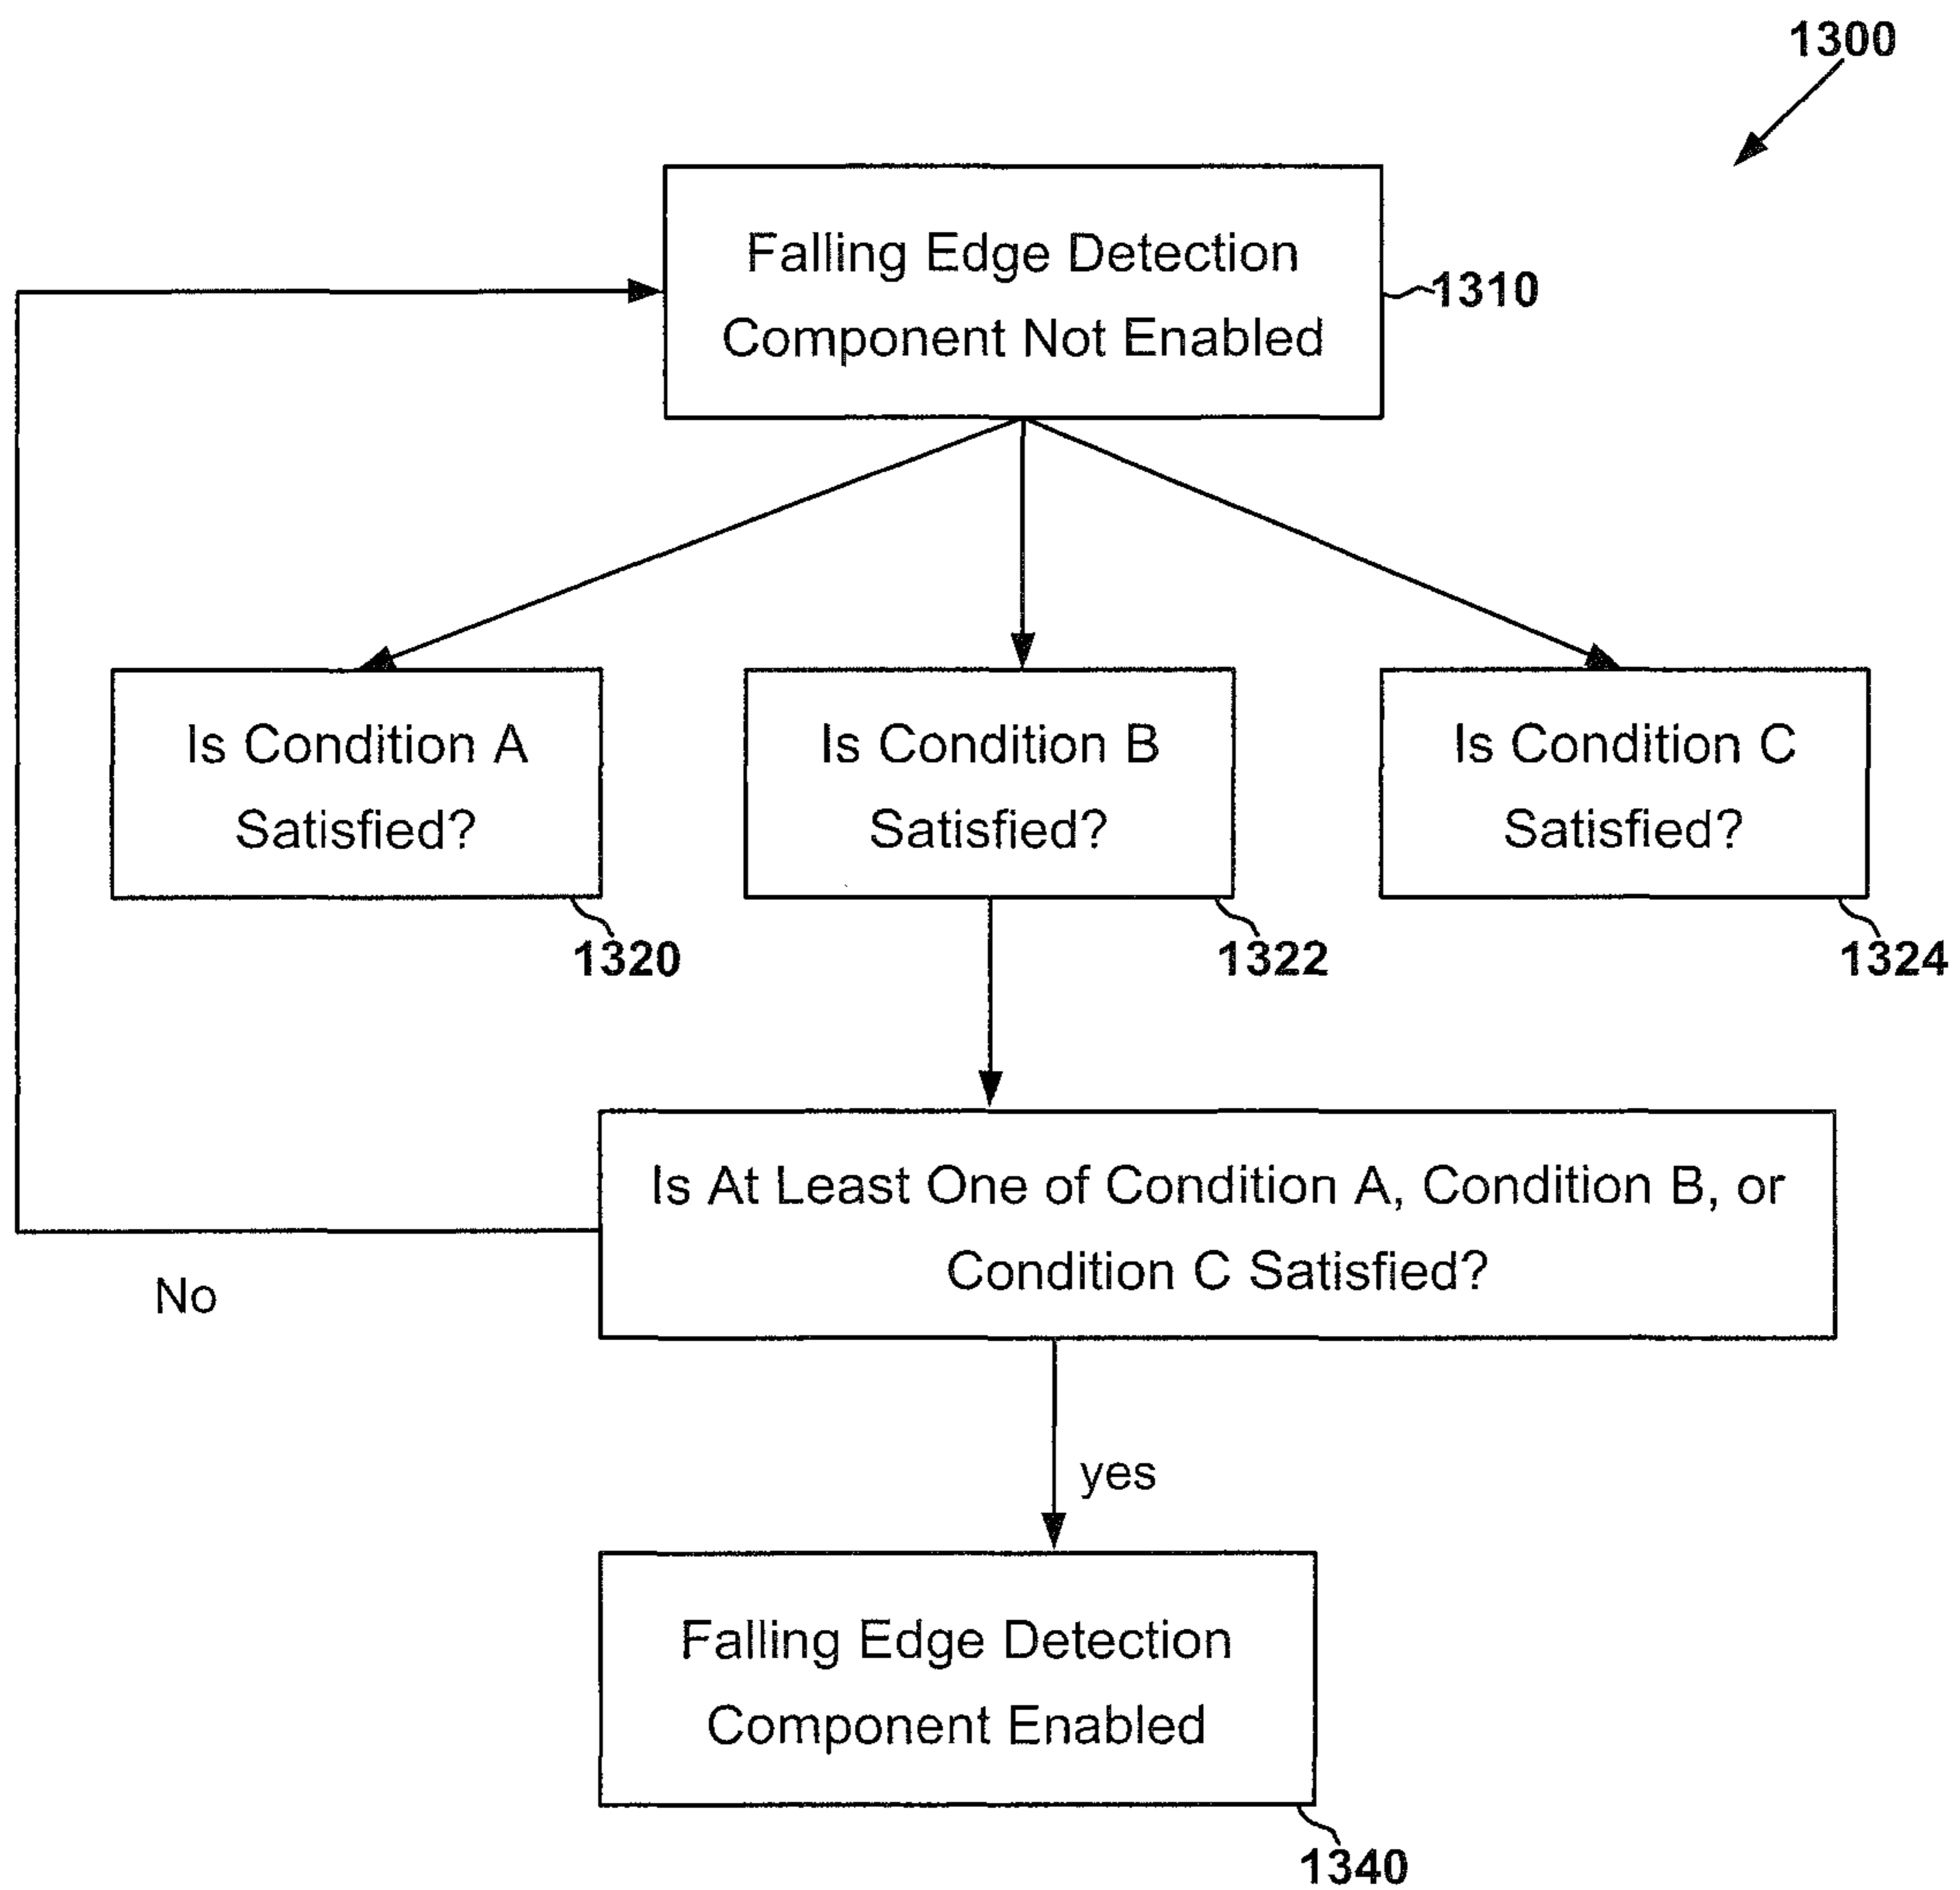 1300
Falling Edge Detection
Component Not Enabled
1310
Is Condition A
Satisfied?
1320
Is Condition B
Satisfied?
1322
Is Condition C
Satisfied?
1324
Is At Least One of Condition A, Condition B, or
Condition C Satisfied?
No
yes
Falling Edge Detection
Component Enabled
1340